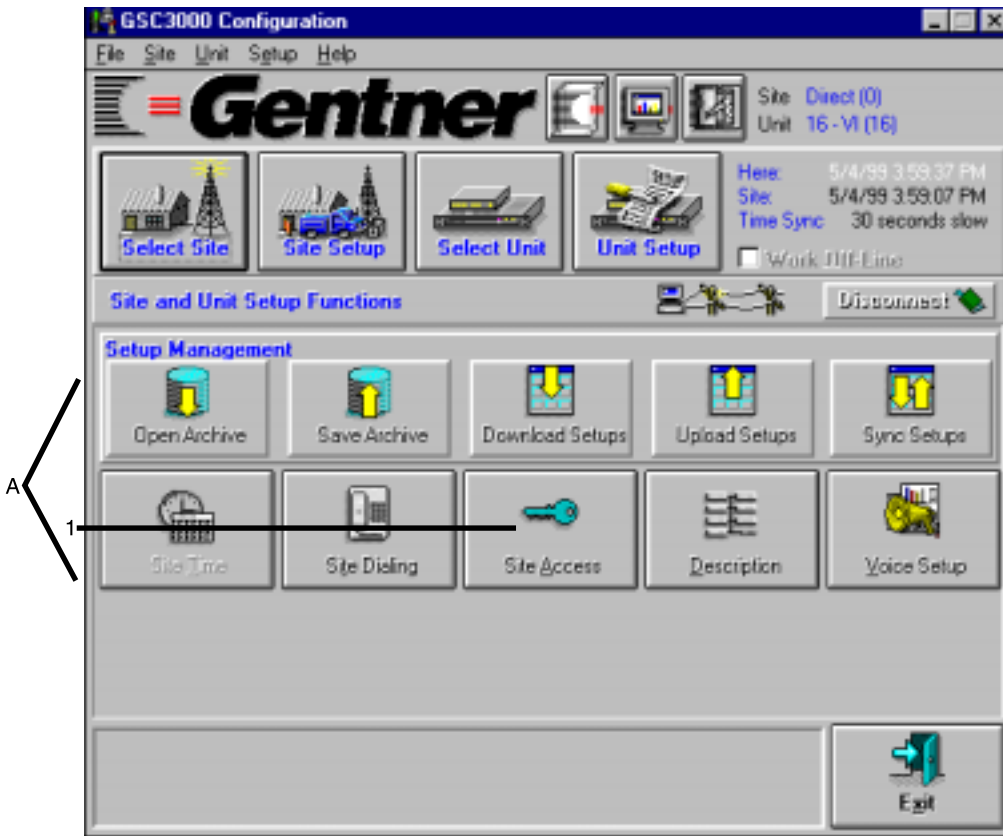 GSC3000 Configuration
File Site Unit Setup Help
Gentner
Site Direct (0)
Unit 16 - VI (16)
Select Site
Site Setup
Select Unit
Unit Setup
Here: 5/4/99 3:59:37 PM
Site: 5/4/99 3:59:07 PM
Time Sync 30 seconds slow
Work Off-Line
Site and Unit Setup Functions
Disconnect
Setup Management
Open Archive
Save Archive
Download Setups
Upload Setups
Sync Setups
A
1
Site Time
Site Dialing
Site Access
Description
Voice Setup
Exit